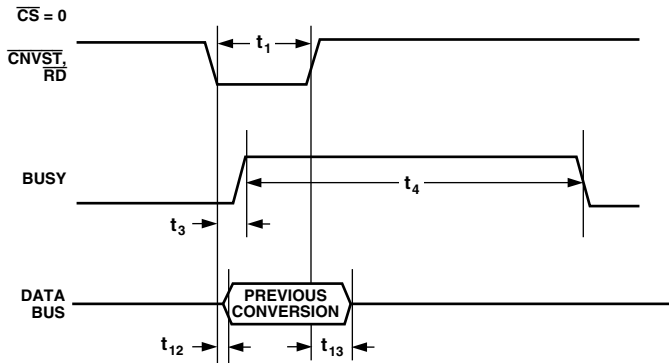 CS = 0
t1
CNVST,
RD
BUSY
t4
t3
DATA
BUS
PREVIOUS
CONVERSION
t12
t13